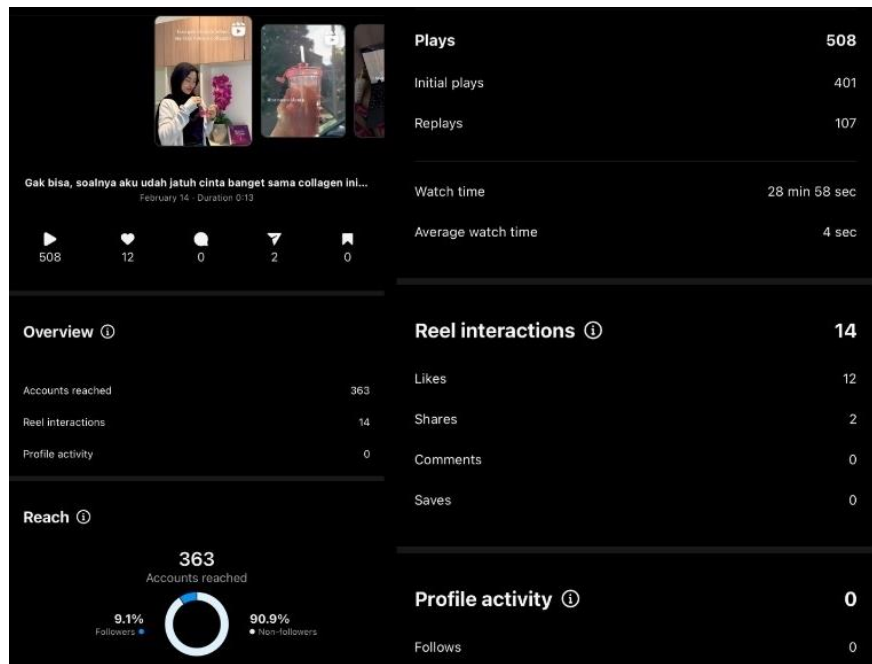 Gak bisa, soalnya aku udah jatuh cinta banget sama collagen ini...
February 14 · Duration 0:13
508 12 0 2 0
Overview
Accounts reached 363
Reel interactions 14
Profile activity 0
Reach
363
Accounts reached
9.1% 90.9%
Followers Non-followers
Plays 508
Initial plays 401
Replays 107
Watch time 28 min 58 sec
Average watch time 4 sec
Reel interactions 14
Likes 12
Shares 2
Comments 0
Saves 0
Profile activity 0
Follows 0